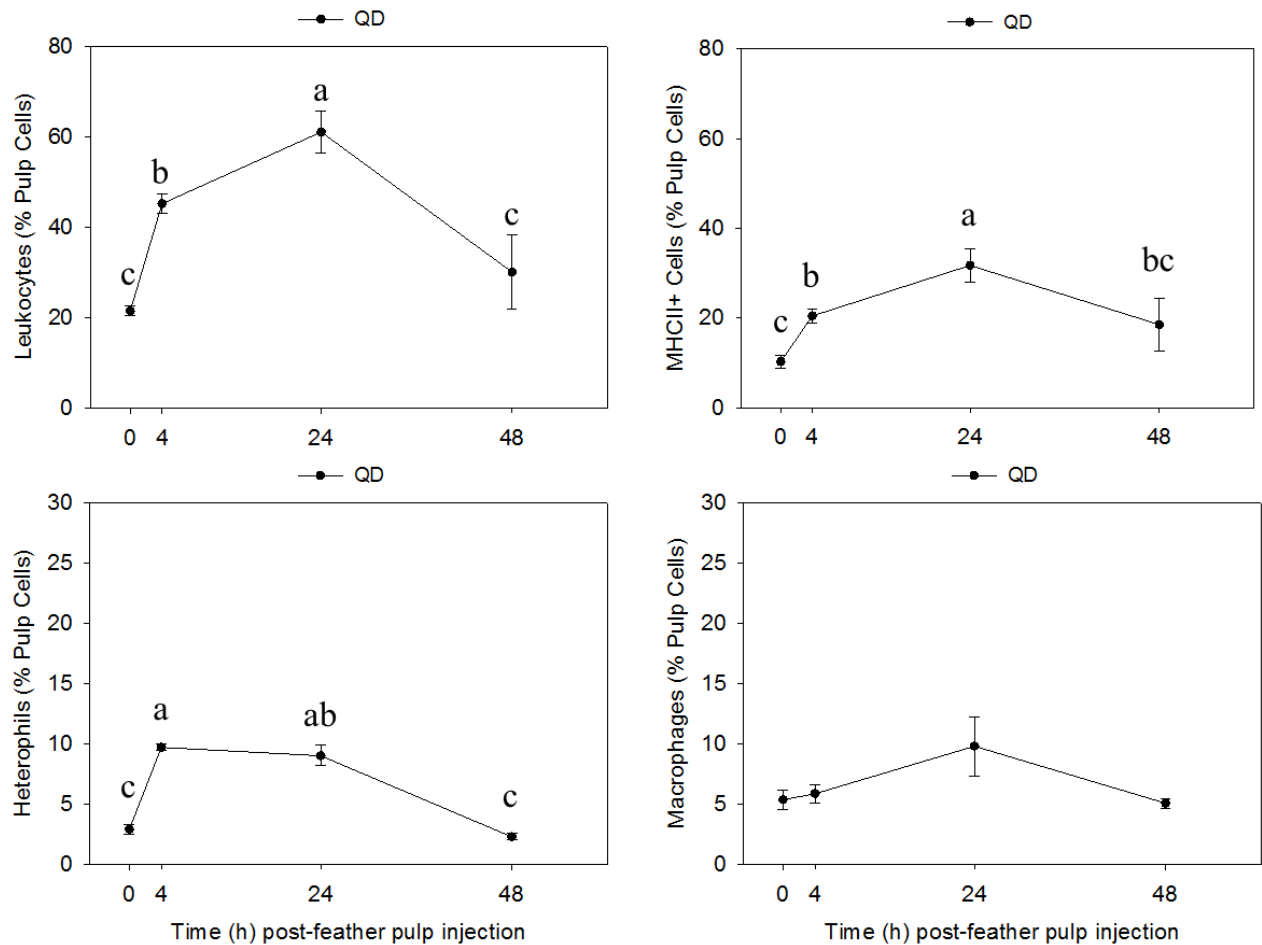 QD
80
60
40
20
0
Leukocytes (% Pulp Cells)
c
b
a
c
0 4 24 48
QD
80
60
40
20
0
MHCII+ Cells (% Pulp Cells)
c
b
a
bc
0 4 24 48
QD
30
25
20
15
10
5
0
Heterophils (% Pulp Cells)
c
a
ab
c
0 4 24 48
Time (h) post-feather pulp injection
QD
30
25
20
15
10
5
0
Macrophages (% Pulp Cells)
0 4 24 48
Time (h) post-feather pulp injection